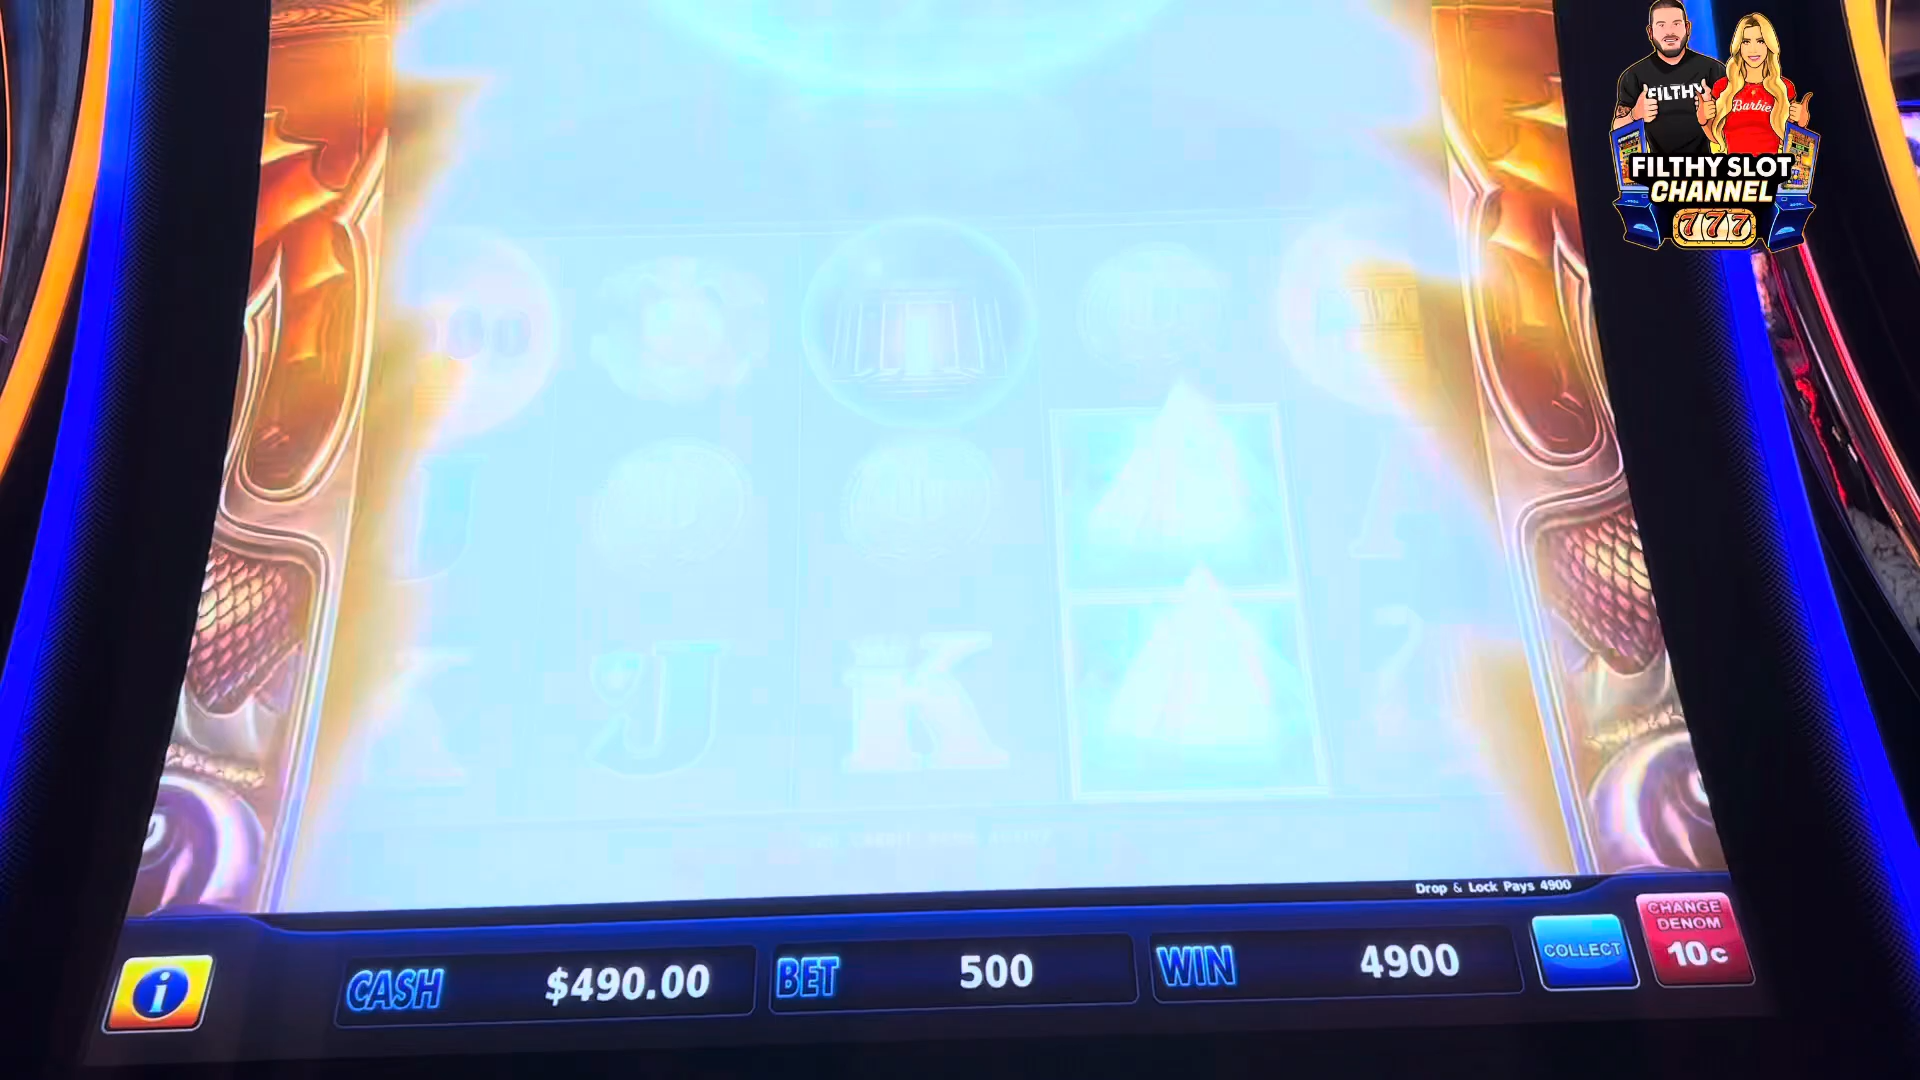 FILTHY
Barbie
FILTHY SLOT
CHANNEL
777
J
A
J
K
Drop & Lock Pays 4900
i
CASH $490.00
BET 500
WIN 4900
COLLECT
CHANGE
DENOM
10¢